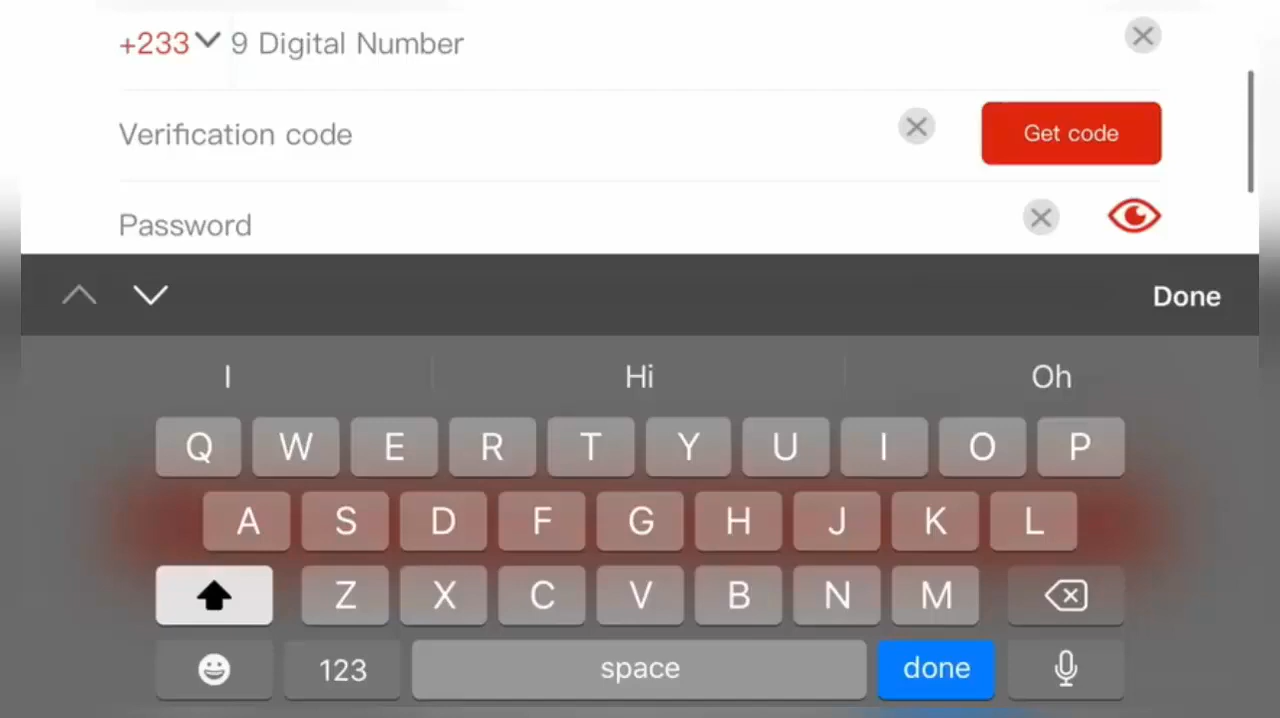 +233 9 Digital Number
Verification code Get code
Password
Done
I Hi Oh
Q W E R T Y U I O P
A S D F G H J K L
Z X C V B N M
123 space done